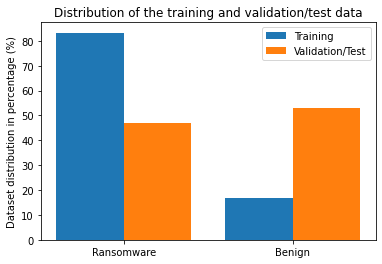 Distribution of the training and validation/test data
Training
Validation/Test
Dataset distribution in percentage (%)
80
70
60
50
40
30
20
10
0
Ransomware
Benign